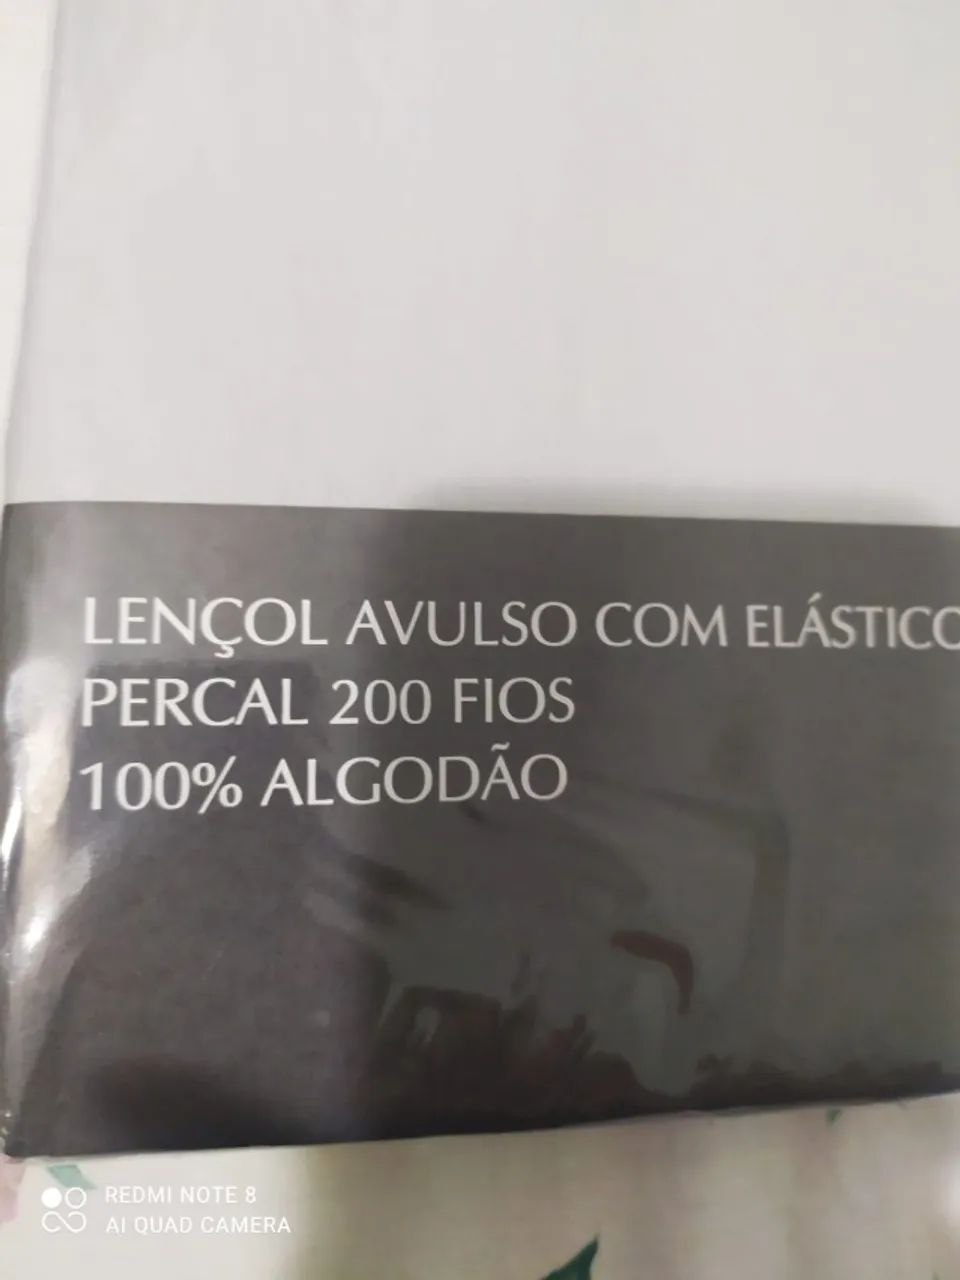 LENÇOL AVULSO COM ELÁSTICO
PERCAL 200 FIOS
100% ALGODÃO
REDMI NOTE 8
AI QUAD CAMERA